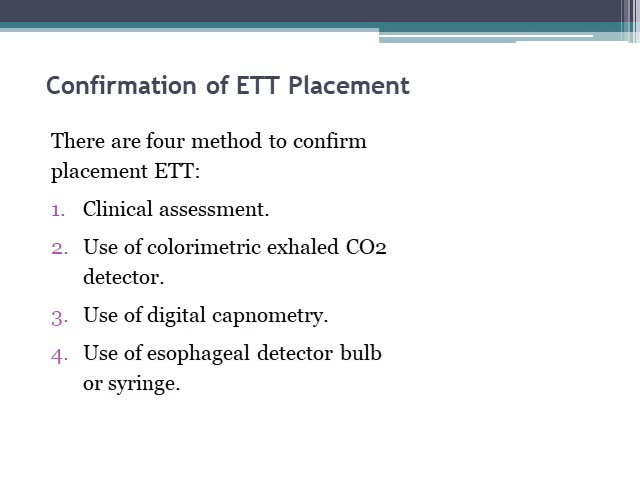 Confirmation of ETT Placement
There are four method to confirm
placement ETT:
1. Clinical assessment.
2. Use of colorimetric exhaled CO2
detector.
3. Use of digital capnometry.
4. Use of esophageal detector bulb
or syringe.